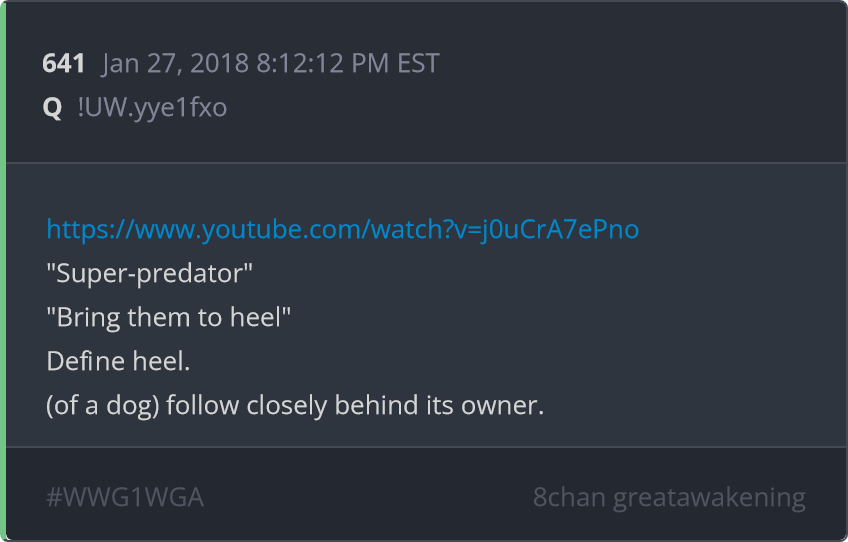 641 Jan 27, 2018 8:12:12 PM EST
Q !UW.yye1fxo
https://www.youtube.com/watch?v=j0uCrA7ePno
"Super-predator"
"Bring them to heel"
Define heel.
(of a dog) follow closely behind its owner.
#WWG1WGA 8chan greatawakening